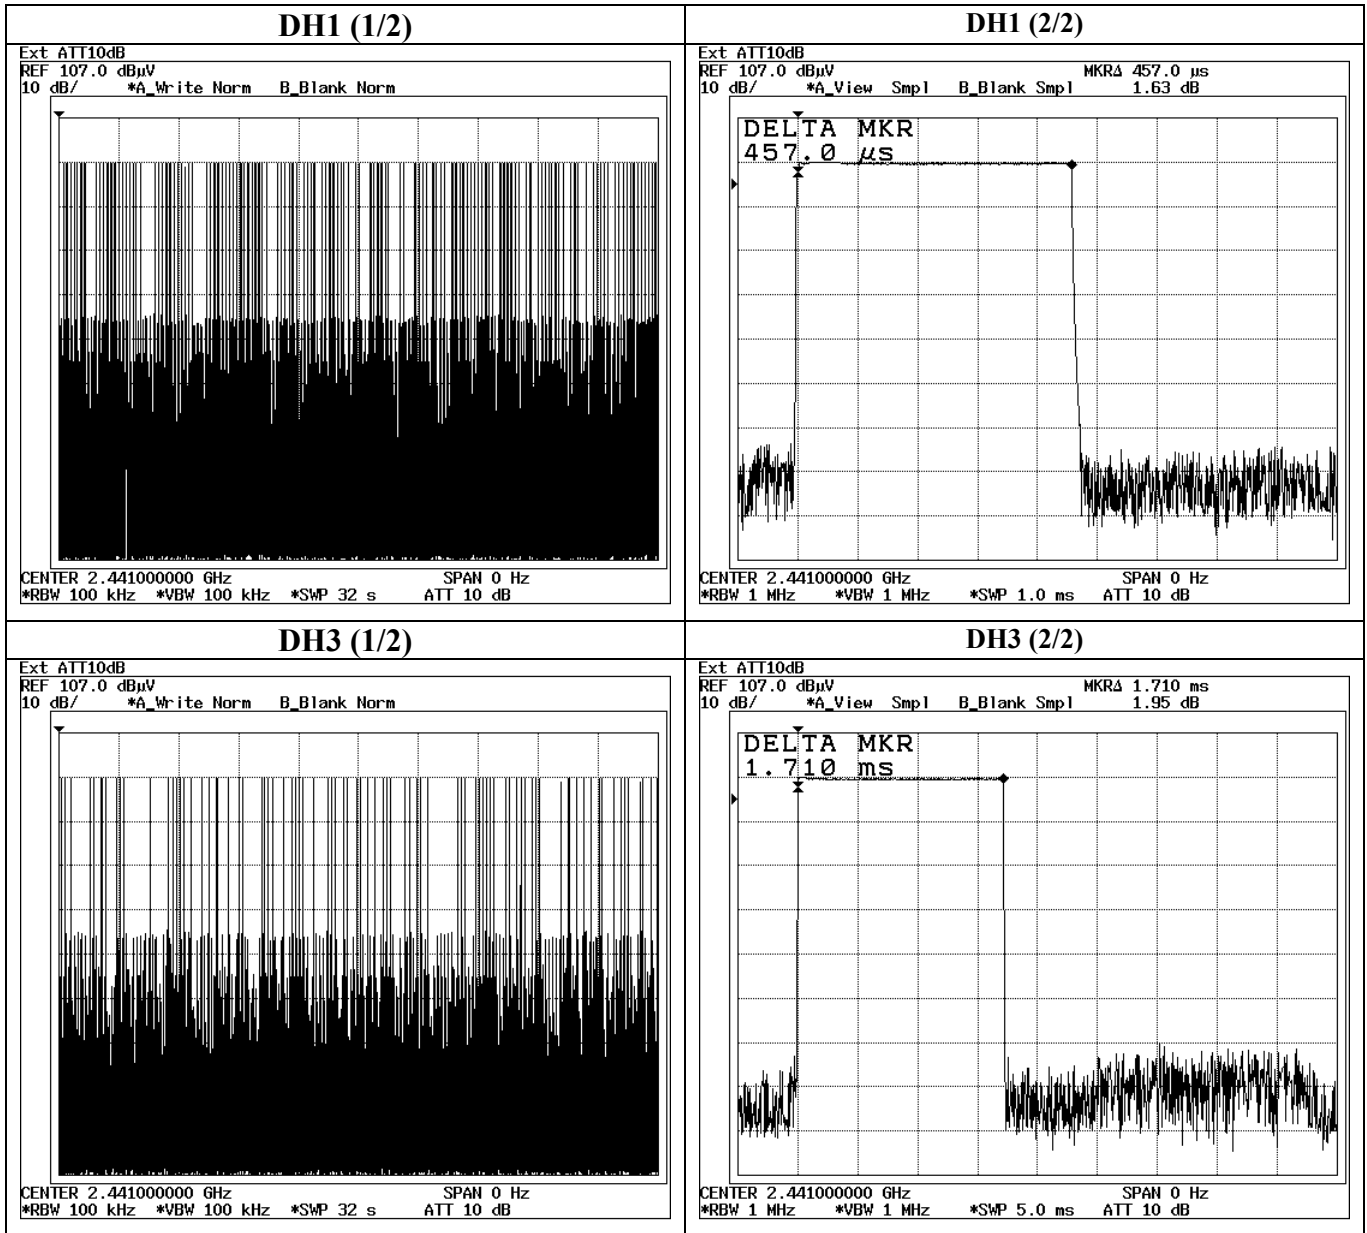 DH1 (1/2)
Ext ATT10dB
REF 107.0 dBµV
10 dB/ *A_Write Norm B_Blank Norm
CENTER 2.441000000 GHz SPAN 0 Hz
*RBW 100 kHz *VBW 100 kHz *SWP 32 s ATT 10 dB
DH1 (2/2)
Ext ATT10dB
REF 107.0 dBµV MKRΔ 457.0 µs
10 dB/ *A_View Smpl B_Blank Smpl 1.63 dB
DELTA MKR
457.0 µs
CENTER 2.441000000 GHz SPAN 0 Hz
*RBW 1 MHz *VBW 1 MHz *SWP 1.0 ms ATT 10 dB
DH3 (1/2)
Ext ATT10dB
REF 107.0 dBµV
10 dB/ *A_Write Norm B_Blank Norm
CENTER 2.441000000 GHz SPAN 0 Hz
*RBW 100 kHz *VBW 100 kHz *SWP 32 s ATT 10 dB
DH3 (2/2)
Ext ATT10dB
REF 107.0 dBµV MKRΔ 1.710 ms
10 dB/ *A_View Smpl B_Blank Smpl 1.95 dB
DELTA MKR
1.710 ms
CENTER 2.441000000 GHz SPAN 0 Hz
*RBW 1 MHz *VBW 1 MHz *SWP 5.0 ms ATT 10 dB